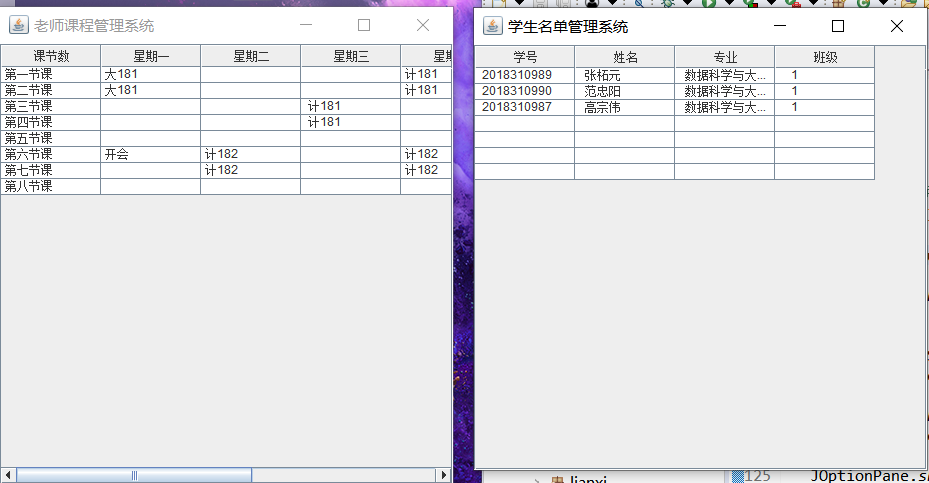 老师课程管理系统
课节数 星期一 星期二 星期三 星期
第一节课 大181 计181
第二节课 大181 计181
第三节课 计181
第四节课 计181
第五节课
第六节课 开会 计182 计182
第七节课 计182 计182
第八节课
学生名单管理系统
学号 姓名 专业 班级
2018310989 张柘元 数据科学与大... 1
2018310990 范忠阳 数据科学与大... 1
2018310987 高宗伟 数据科学与大... 1
lianxi
125 JOptionPane.s